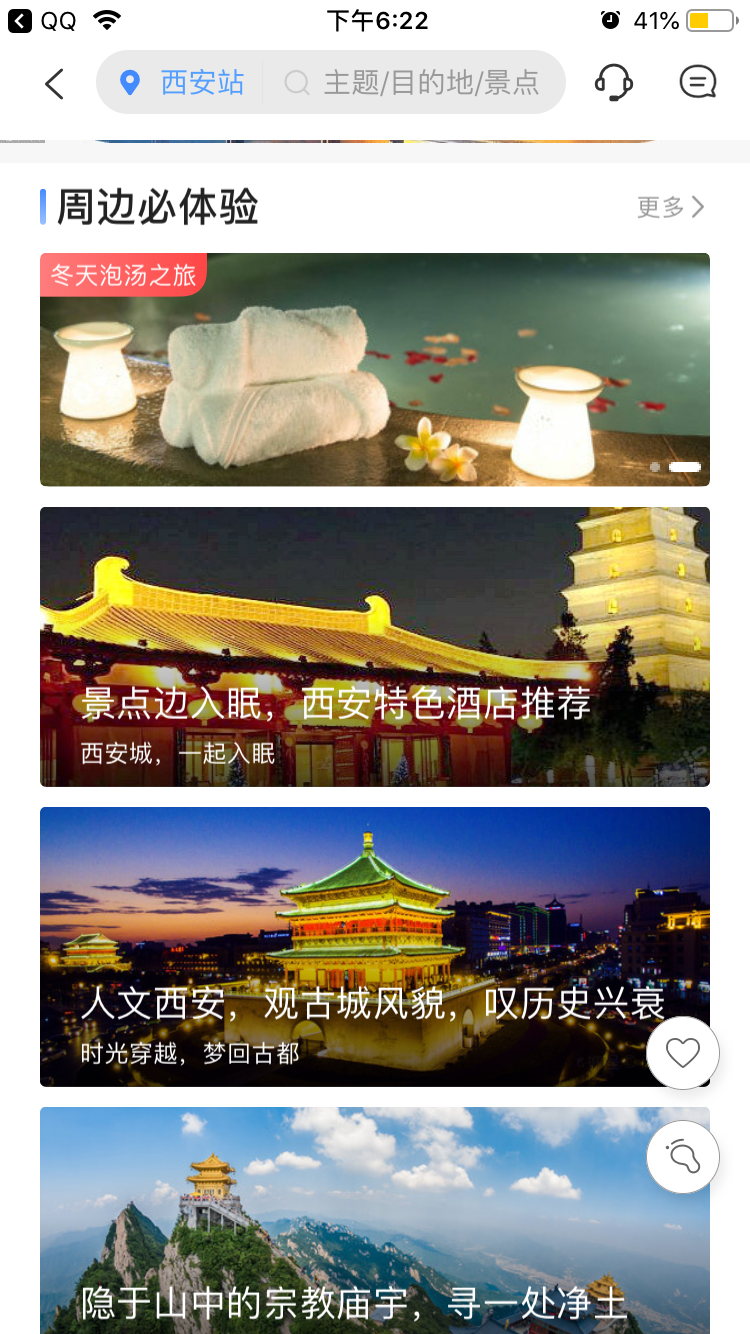 QQ
下午6:22
41%
西安站
主题/目的地/景点
周边必体验
更多
冬天泡汤之旅
景点边入眠，西安特色酒店推荐
西安城，一起入眠
人文西安，观古城风貌，叹历史兴衰
时光穿越，梦回古都
隐于山中的宗教庙宇，寻一处净土